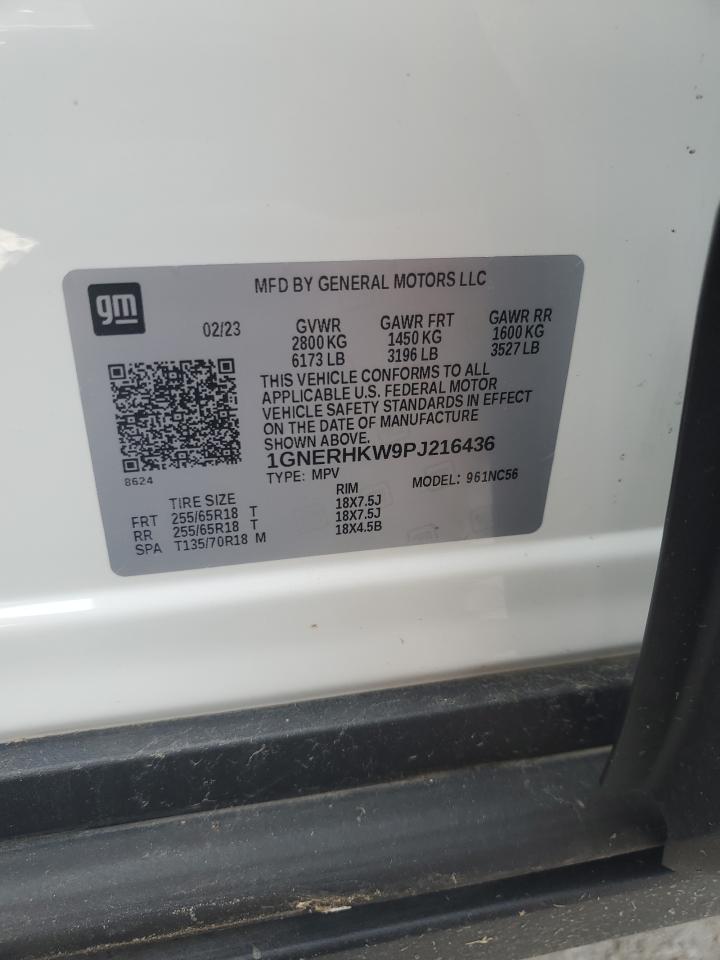 gm
MFD BY GENERAL MOTORS LLC
02/23 GVWR GAWR FRT GAWR RR
2800 KG 1450 KG 1600 KG
6173 LB 3196 LB 3527 LB
THIS VEHICLE CONFORMS TO ALL
APPLICABLE U.S. FEDERAL MOTOR
VEHICLE SAFETY STANDARDS IN EFFECT
ON THE DATE OF MANUFACTURE
SHOWN ABOVE.
1GNERHKW9PJ216436
8624
TYPE: MPV MODEL: 961NC56
TIRE SIZE RIM
FRT 255/65R18 T 18X7.5J
RR 255/65R18 T 18X7.5J
SPA T135/70R18 M 18X4.5B